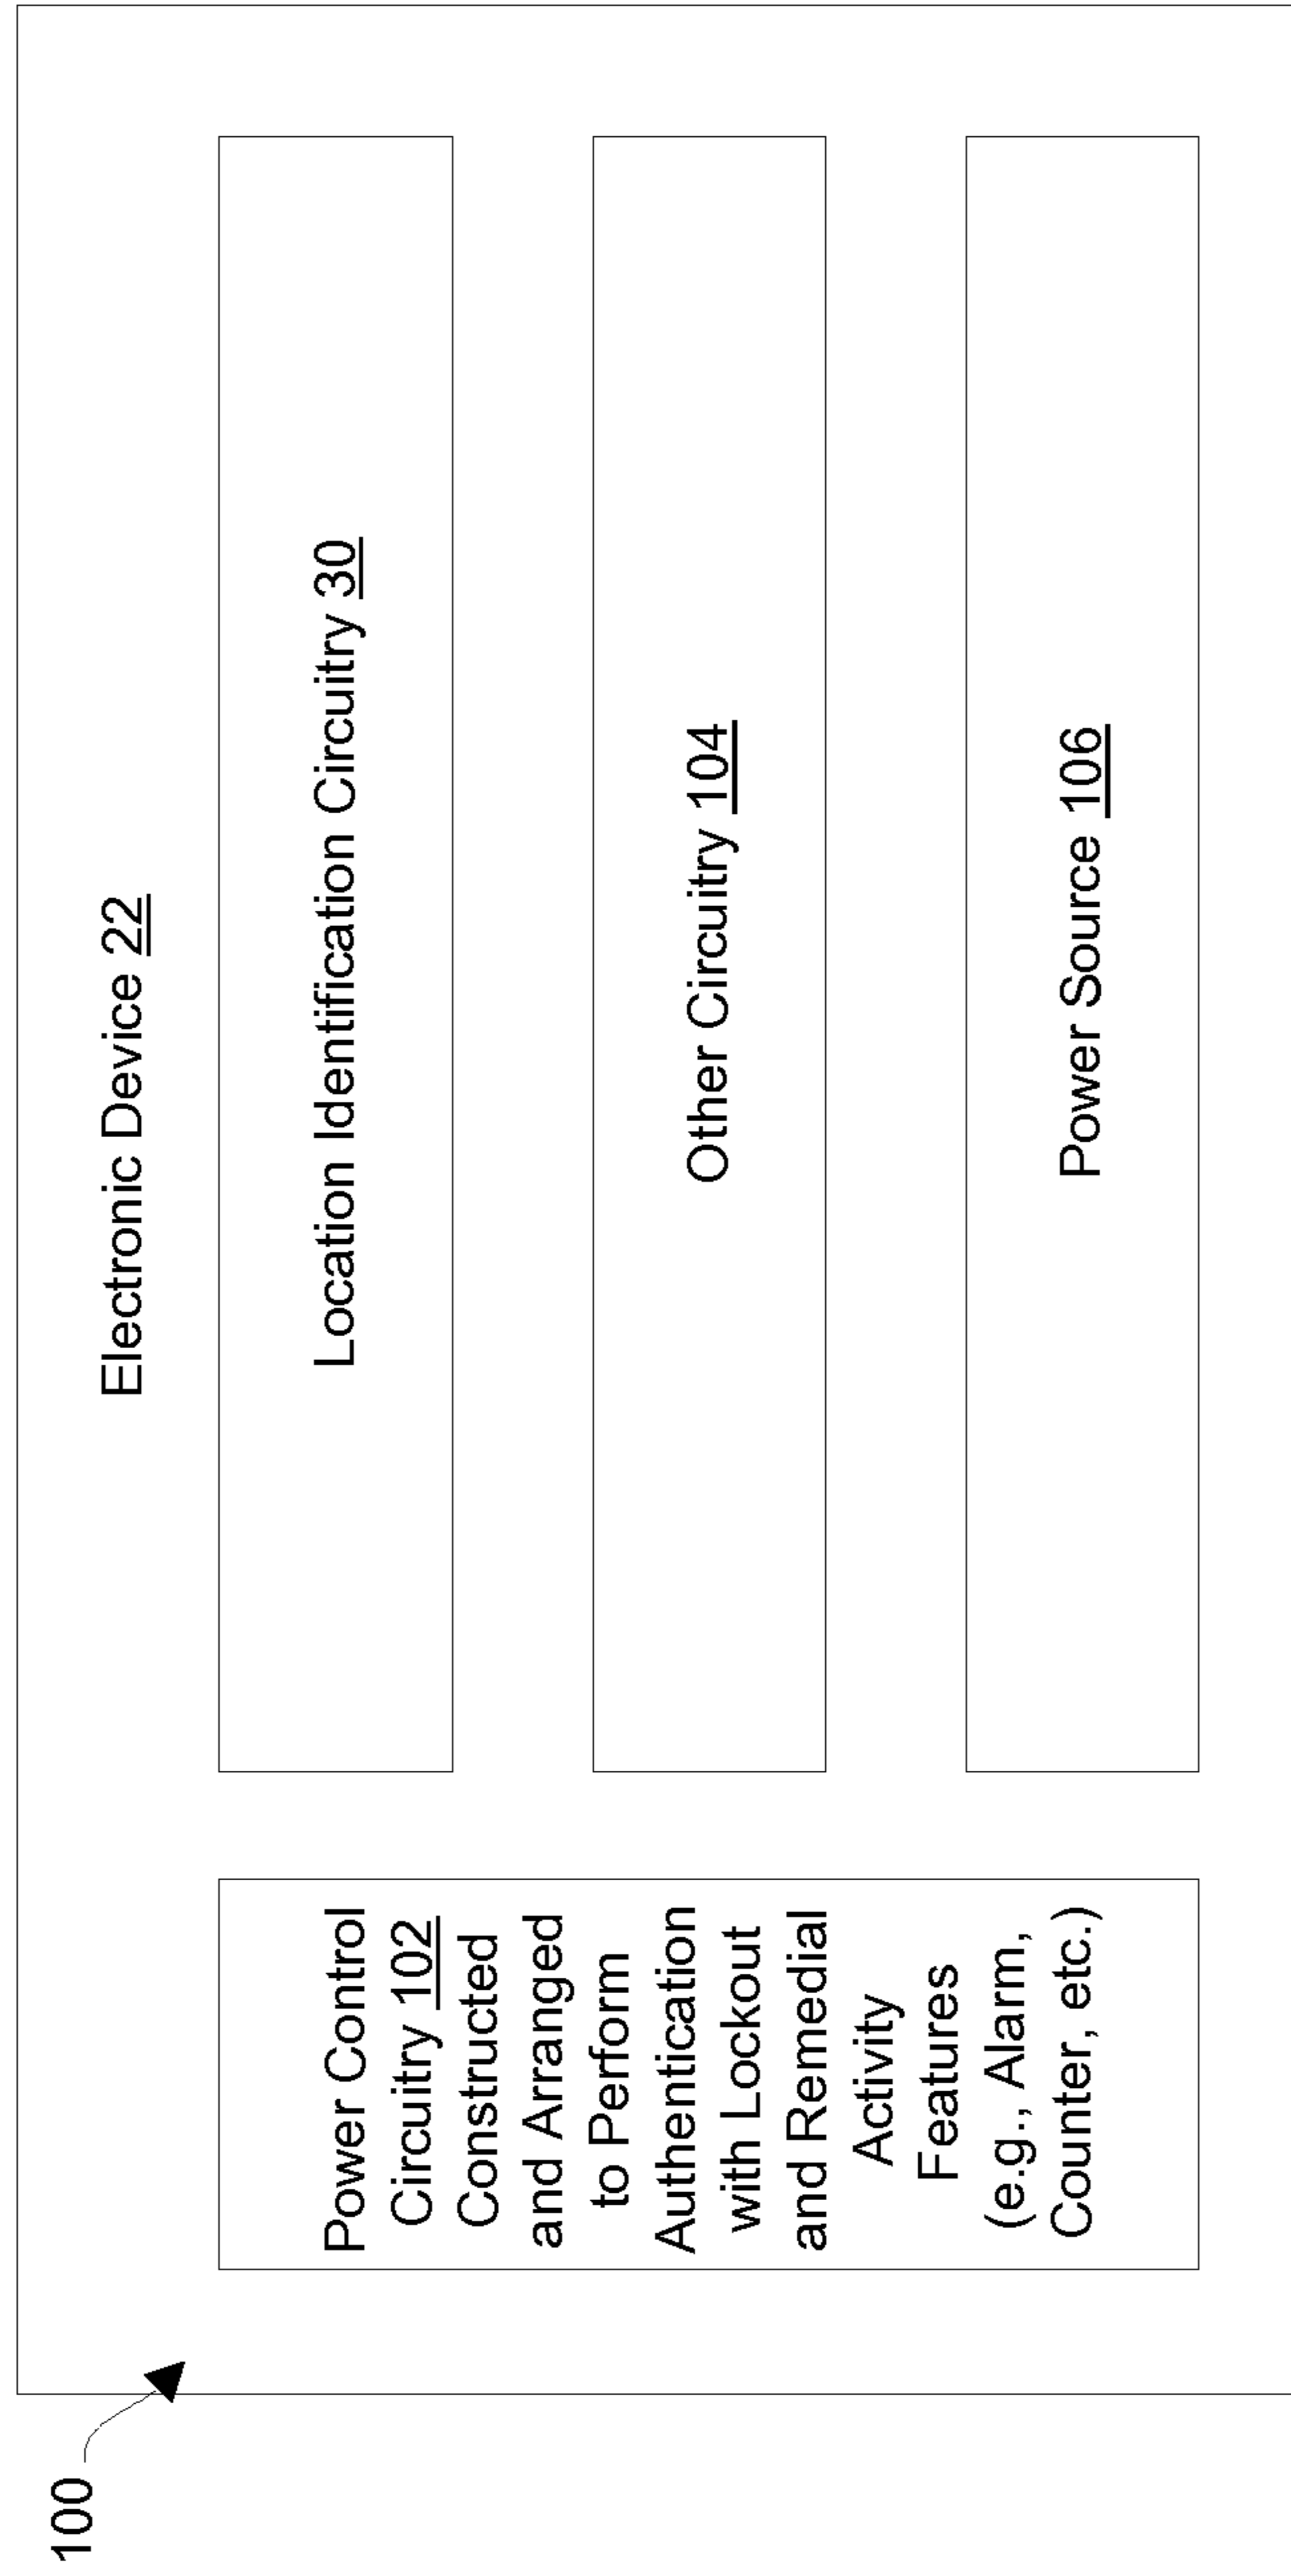 100
Electronic Device 22
Power Control
Circuitry 102
Constructed
and Arranged
to Perform
Authentication
with Lockout
and Remedial
Activity
Features
(e.g., Alarm,
Counter, etc.)
Location Identification Circuitry 30
Other Circuitry 104
Power Source 106